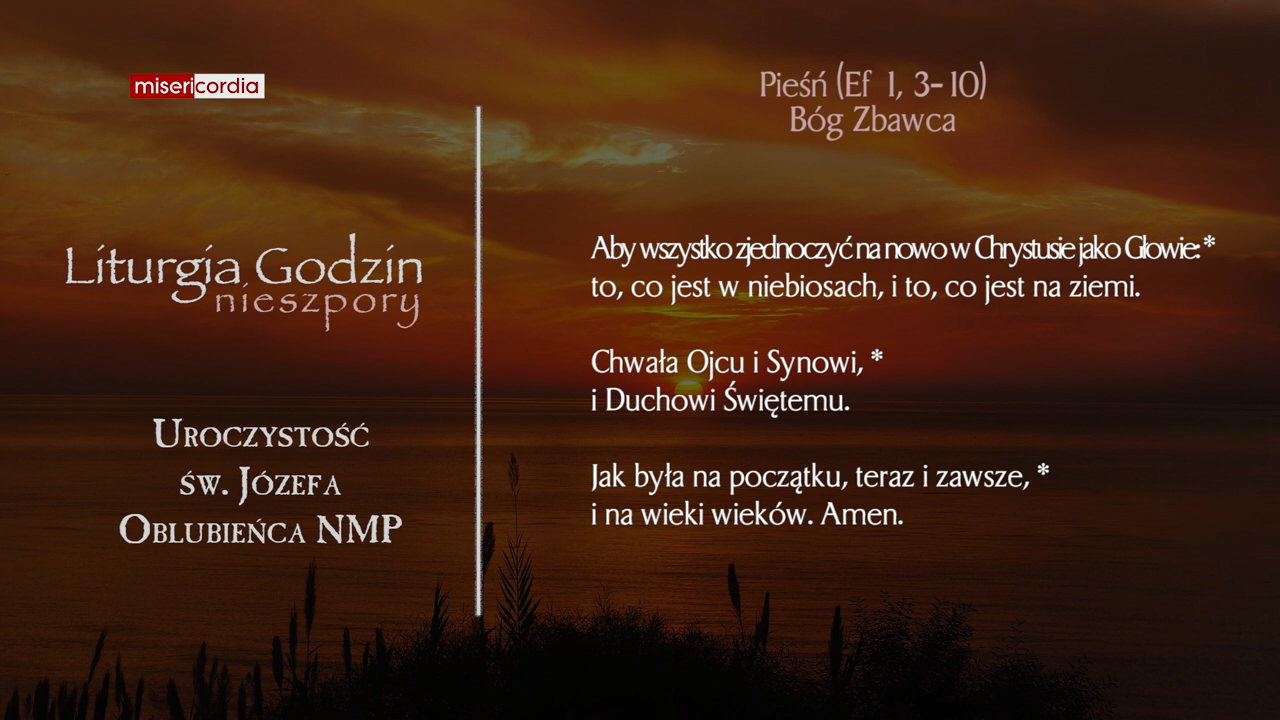 misericordia
Liturgia Godzin
nieszpory
Uroczystość
św. Józefa
Oblubieńca NMP
Pieśń (Ef 1, 3-10)
Bóg Zbawca
Aby wszystko zjednoczyć na nowo w Chrystusie jako Głowie: *
to, co jest w niebiosach, i to, co jest na ziemi.
Chwała Ojcu i Synowi, *
i Duchowi Świętemu.
Jak była na początku, teraz i zawsze, *
i na wieki wieków. Amen.